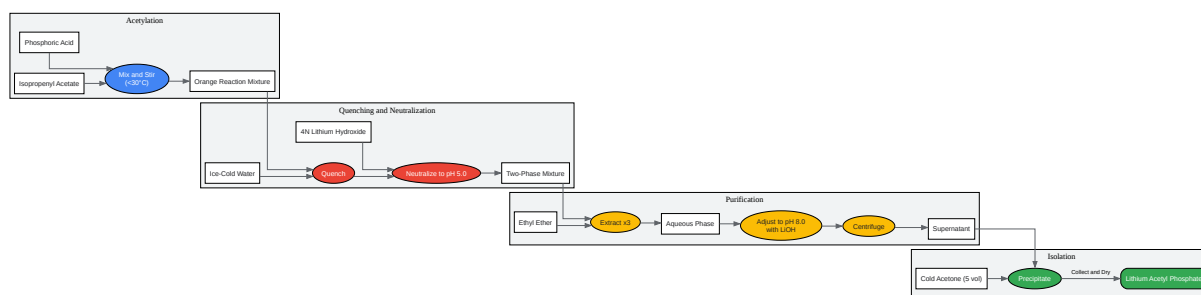 Acetylation
Phosphoric Acid
Isopropenyl Acetate
Mix and Stir
(<30°C)
Orange Reaction Mixture
Quenching and Neutralization
4N Lithium Hydroxide
Ice-Cold Water
Quench
Neutralize to pH 5.0
Two-Phase Mixture
Purification
Ethyl Ether
Extract x3
Aqueous Phase
Adjust to pH 8.0
with LiOH
Centrifuge
Supernatant
Isolation
Cold Acetone (5 vol)
Precipitate
Collect and Dry
Lithium Acetyl Phosphate